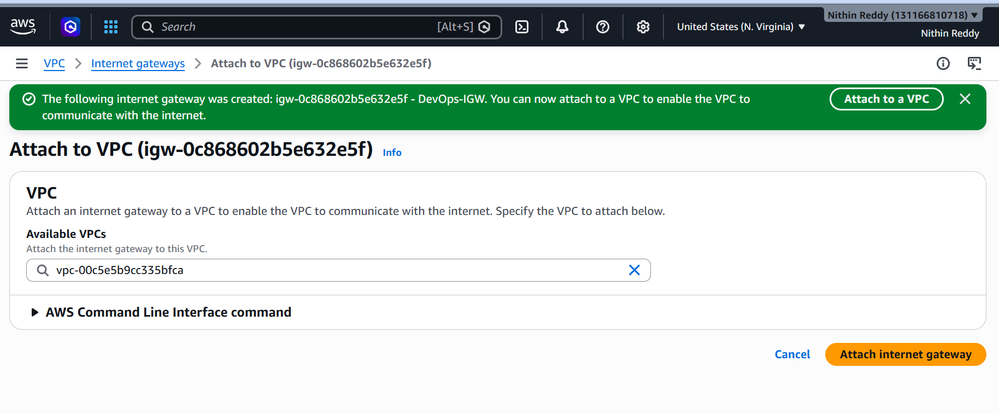 aws
Search [Alt+S]
United States (N. Virginia) ▼
Nithin Reddy (131166810718) ▼
Nithin Reddy
VPC > Internet gateways > Attach to VPC (igw-0c868602b5e632e5f)
The following internet gateway was created: igw-0c868602b5e632e5f - DevOps-IGW. You can now attach to a VPC to enable the VPC to
communicate with the internet.
Attach to a VPC
Attach to VPC (igw-0c868602b5e632e5f) Info
VPC
Attach an internet gateway to a VPC to enable the VPC to communicate with the internet. Specify the VPC to attach below.
Available VPCs
Attach the internet gateway to this VPC.
vpc-00c5e5b9cc335bfca
AWS Command Line Interface command
Cancel
Attach internet gateway